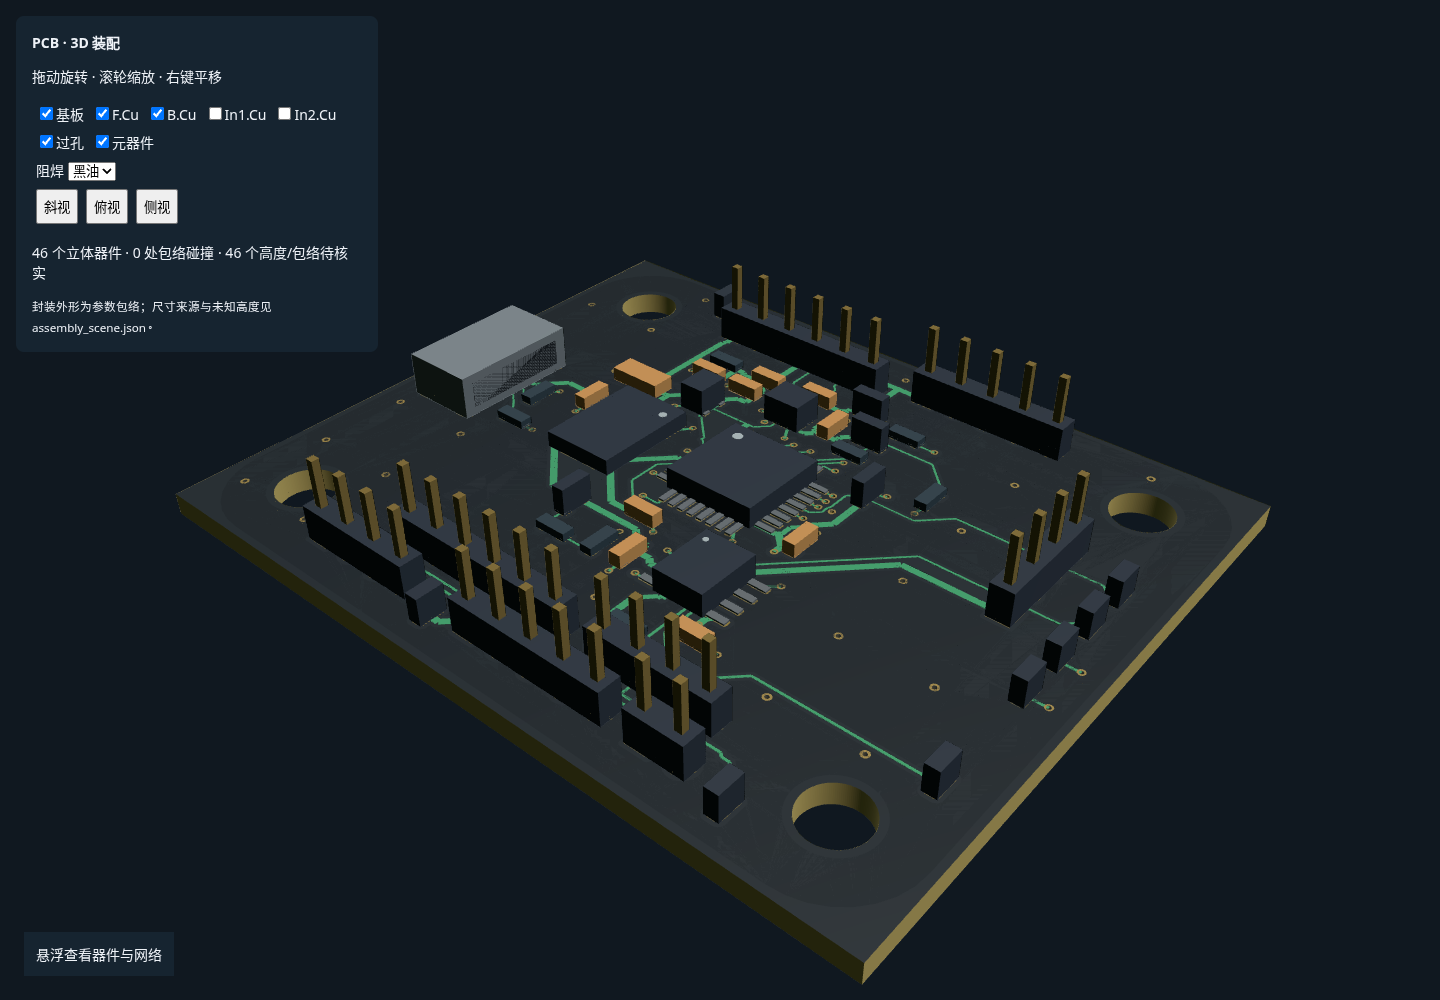 PCB · 3D 装配
拖动旋转 · 滚轮缩放 · 右键平移
基板 F.Cu B.Cu In1.Cu In2.Cu
过孔 元器件
阻焊 黑油
斜视 俯视 侧视
46 个立体器件 · 0 处包络碰撞 · 46 个高度/包络待核
实
封装外形为参数包络；尺寸来源与未知高度见
assembly_scene.json。
悬浮查看器件与网络